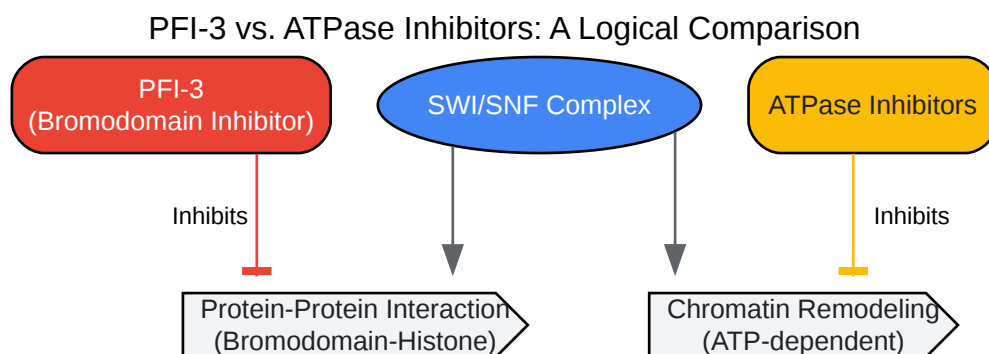 PFI-3 vs. ATPase Inhibitors: A Logical Comparison
PFI-3
(Bromodomain Inhibitor)
SWI/SNF Complex
ATPase Inhibitors
Inhibits
Inhibits
Protein-Protein Interaction
(Bromodomain-Histone)
Chromatin Remodeling
(ATP-dependent)